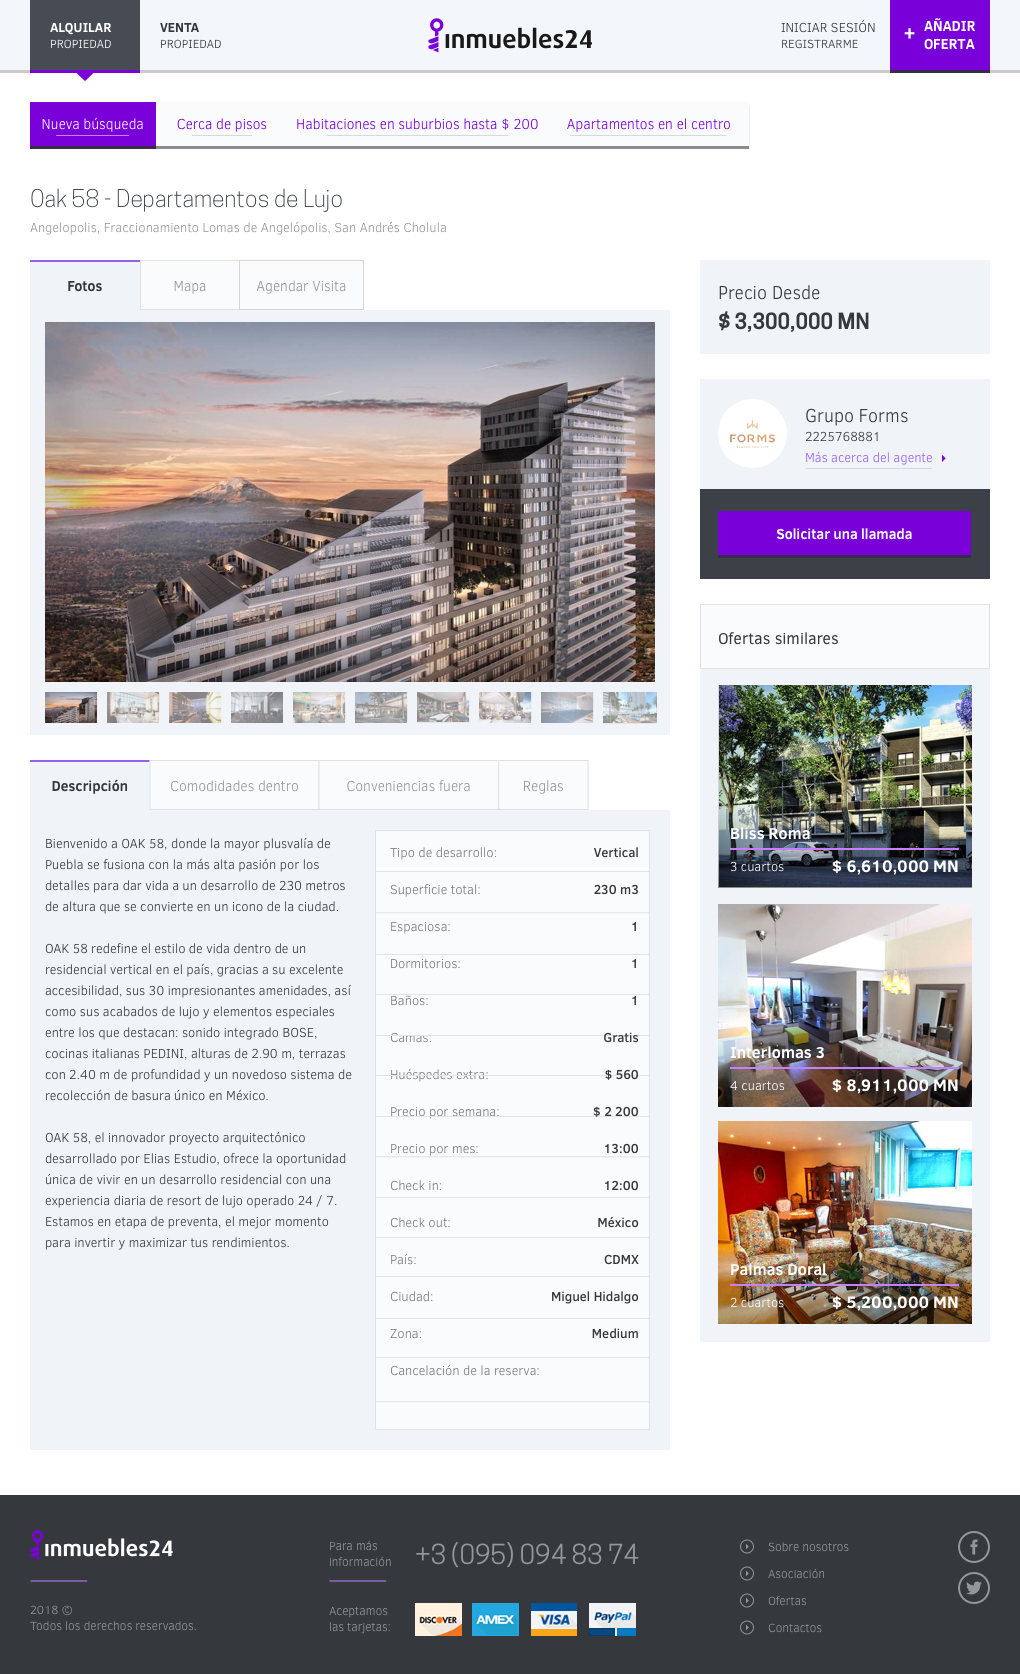 ALQUILAR
PROPIEDAD
VENTA
PROPIEDAD
inmuebles24
INICIAR SESIÓN
REGISTRARME
+ AÑADIR
OFERTA
Nueva búsqueda
Cerca de pisos
Habitaciones en suburbios hasta $ 200
Apartamentos en el centro
Oak 58 - Departamentos de Lujo
Angelopolis, Fraccionamiento Lomas de Angelópolis, San Andrés Cholula
Fotos
Mapa
Agendar Visita
Precio Desde
$ 3,300,000 MN
FORMS
Grupo Forms
2225768881
Más acerca del agente
Solicitar una llamada
Ofertas similares
Bliss Roma
3 cuartos $ 6,610,000 MN
Interlomas 3
4 cuartos $ 8,911,000 MN
Palmas Doral
2 cuartos $ 5,200,000 MN
Descripción
Comodidades dentro
Conveniencias fuera
Reglas
Bienvenido a OAK 58, donde la mayor plusvalía de
Puebla se fusiona con la más alta pasión por los
detalles para dar vida a un desarrollo de 230 metros
de altura que se convierte en un icono de la ciudad.
OAK 58 redefine el estilo de vida dentro de un
residencial vertical en el país, gracias a su excelente
accesibilidad, sus 30 impresionantes amenidades, así
como sus acabados de lujo y elementos especiales
entre los que destacan: sonido integrado BOSE,
cocinas italianas PEDINI, alturas de 2.90 m, terrazas
con 2.40 m de profundidad y un novedoso sistema de
recolección de basura único en México.
OAK 58, el innovador proyecto arquitectónico
desarrollado por Elias Estudio, ofrece la oportunidad
única de vivir en un desarrollo residencial con una
experiencia diaria de resort de lujo operado 24 / 7.
Estamos en etapa de preventa, el mejor momento
para invertir y maximizar tus rendimientos.
Tipo de desarrollo: Vertical
Superficie total: 230 m3
Espaciosa: 1
Dormitorios: 1
Baños: 1
Camas: Gratis
Huéspedes extra: $ 560
Precio por semana: $ 2 200
Precio por mes: 13:00
Check in: 12:00
Check out: México
País: CDMX
Ciudad: Miguel Hidalgo
Zona: Medium
Cancelación de la reserva:
inmuebles24
2018 ©
Todos los derechos reservados.
Para más
información
+3 (095) 094 83 74
Aceptamos
las tarjetas:
DISCOVER
AMEX
VISA
PayPal
Sobre nosotros
Asociación
Ofertas
Contactos